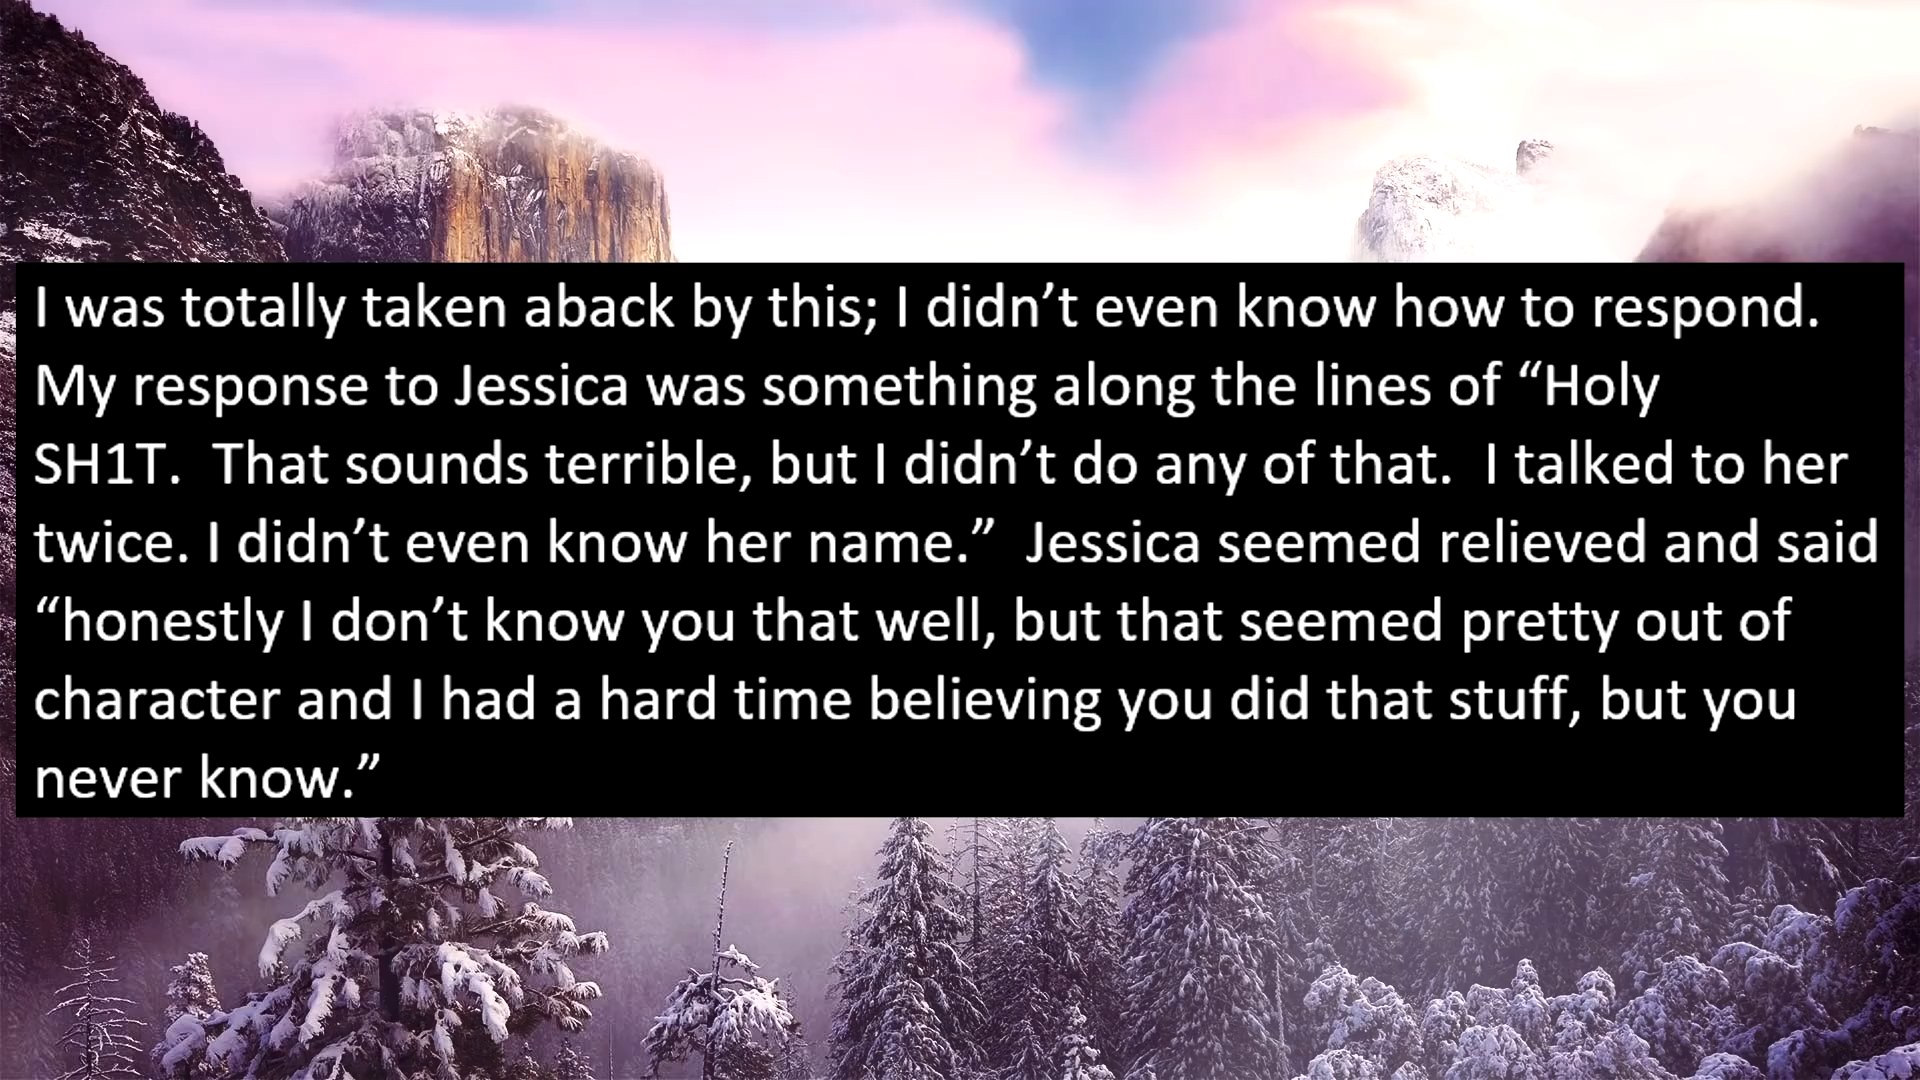 I was totally taken aback by this; I didn’t even know how to respond.
My response to Jessica was something along the lines of “Holy
SH1T.  That sounds terrible, but I didn’t do any of that.  I talked to her
twice. I didn’t even know her name.”  Jessica seemed relieved and said
“honestly I don’t know you that well, but that seemed pretty out of
character and I had a hard time believing you did that stuff, but you
never know.”